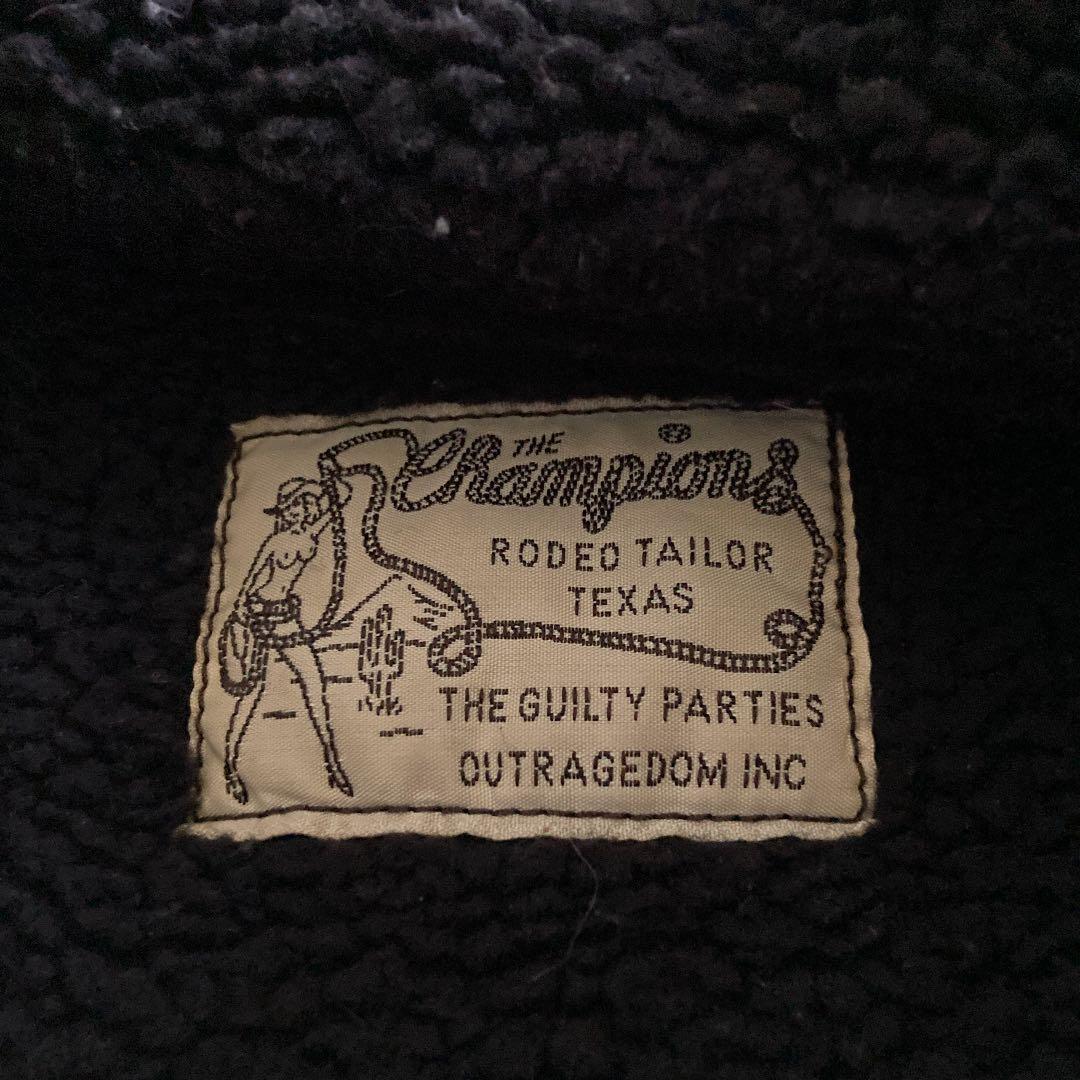 THE
Champions
RODEO TAILOR
TEXAS
THE GUILTY PARTIES
OUTRAGEDOM INC